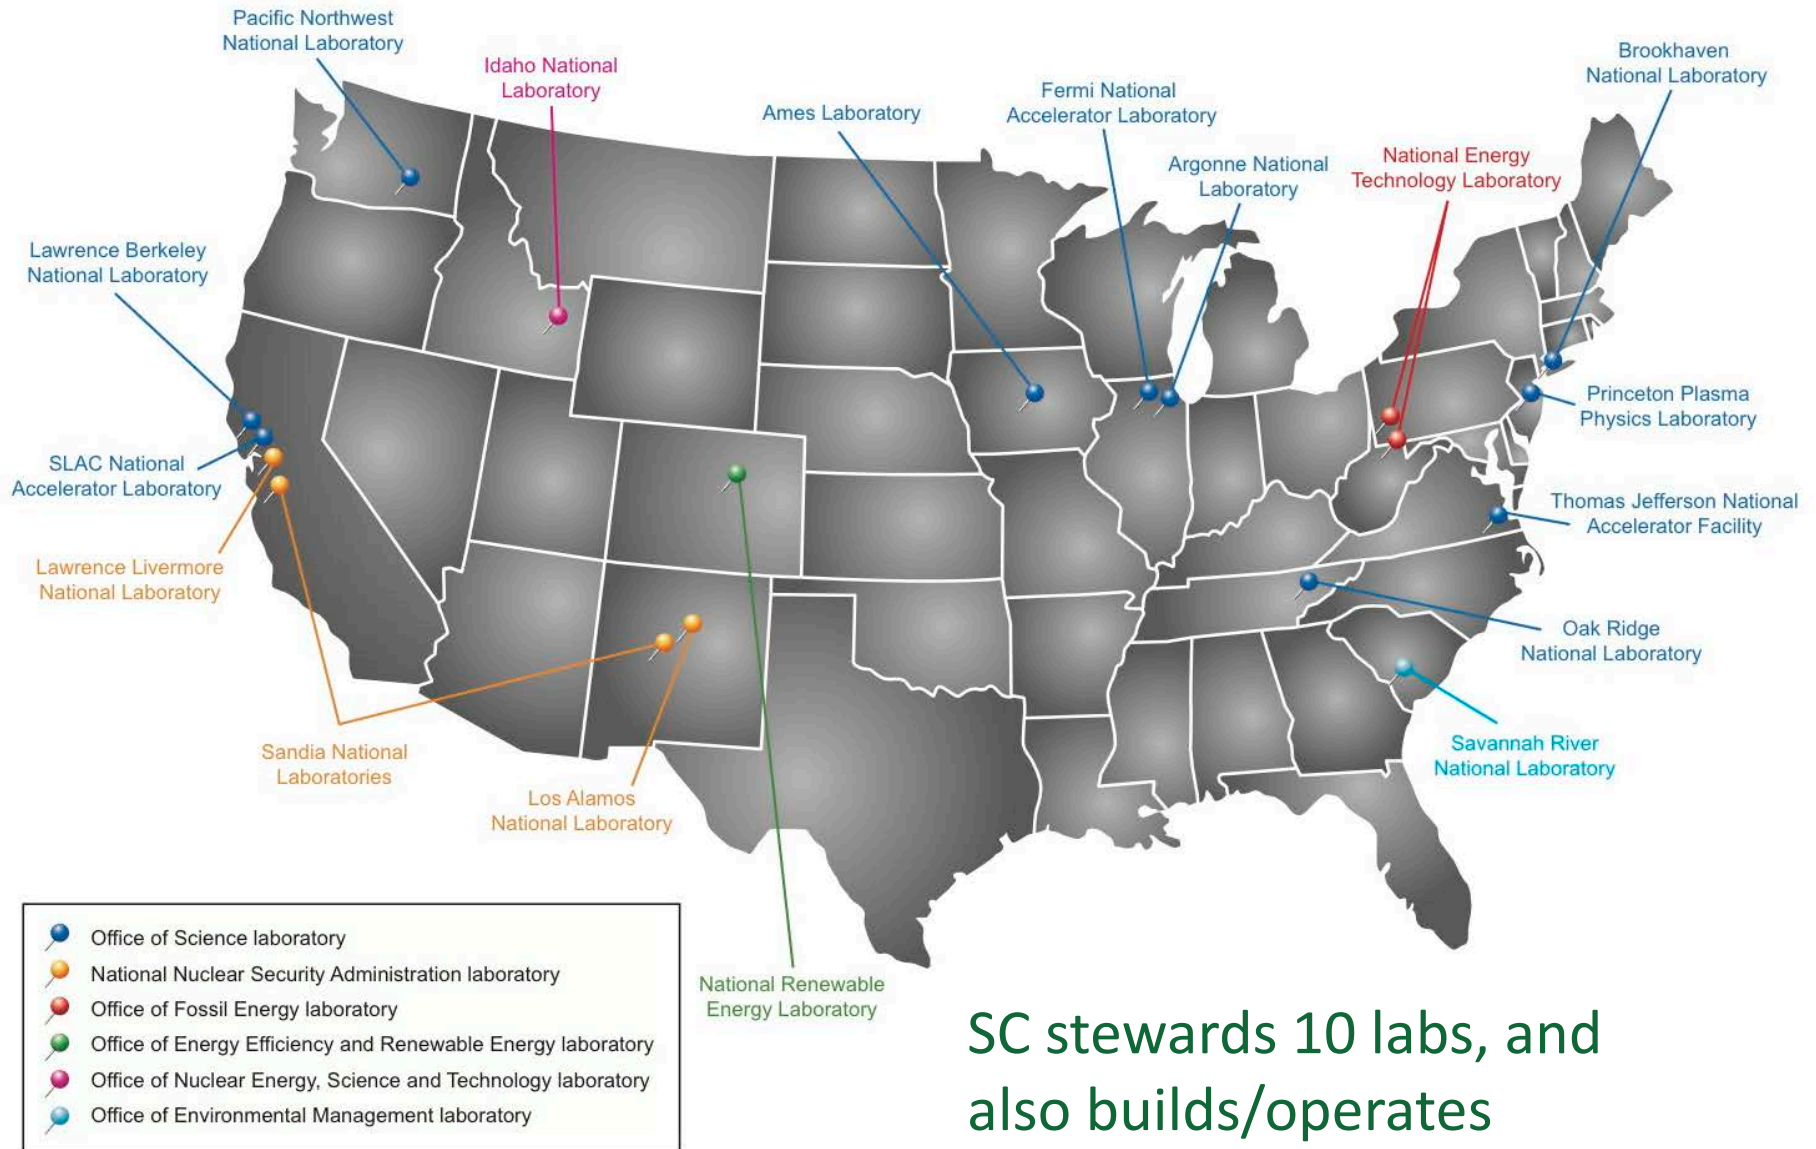 Pacific Northwest
National Laboratory
Idaho National
Laboratory
Ames Laboratory
Fermi National
Accelerator Laboratory
Argonne National
Laboratory
National Energy
Technology Laboratory
Brookhaven
National Laboratory
Lawrence Berkeley
National Laboratory
SLAC National
Accelerator Laboratory
Lawrence Livermore
National Laboratory
Sandia National
Laboratories
Los Alamos
National Laboratory
National Renewable
Energy Laboratory
Princeton Plasma
Physics Laboratory
Thomas Jefferson National
Accelerator Facility
Oak Ridge
National Laboratory
Savannah River
National Laboratory
Office of Science laboratory
National Nuclear Security Administration laboratory
Office of Fossil Energy laboratory
Office of Energy Efficiency and Renewable Energy laboratory
Office of Nuclear Energy, Science and Technology laboratory
Office of Environmental Management laboratory
SC stewards 10 labs, and
also builds/operates